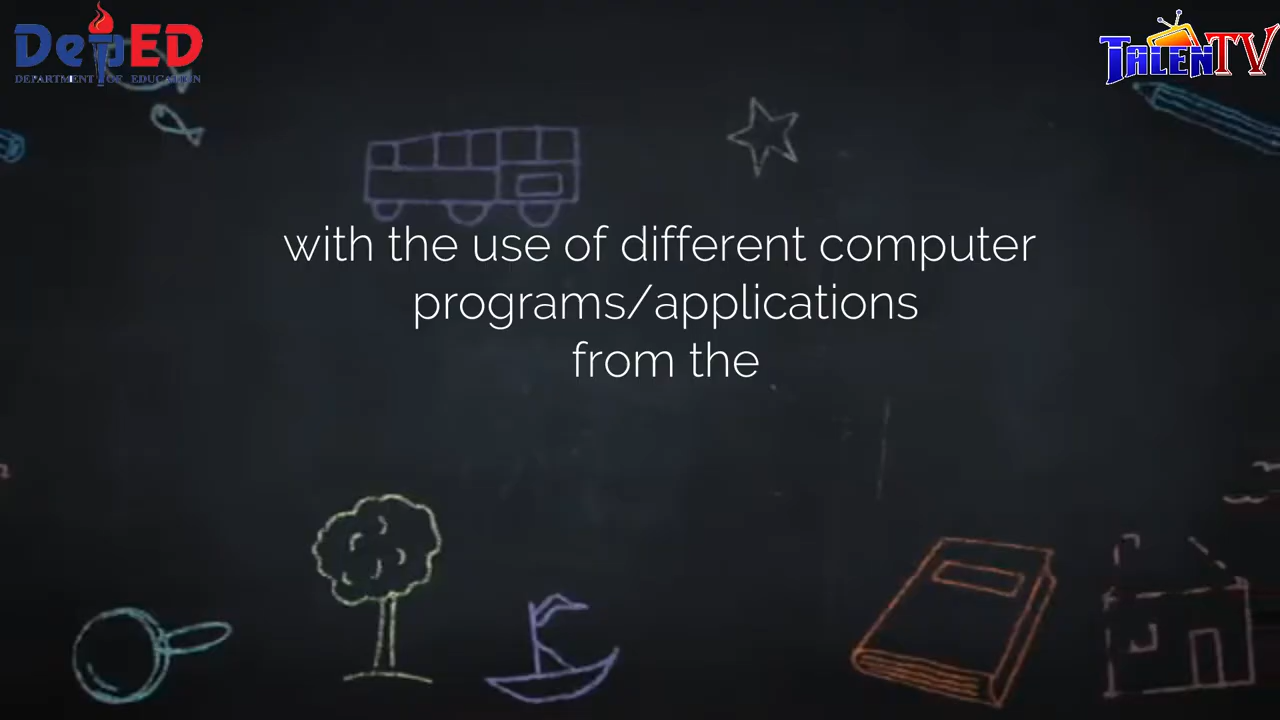 DepED
DEPARTMENT OF EDUCATION
TALENTV
with the use of different computer
programs/applications
from the